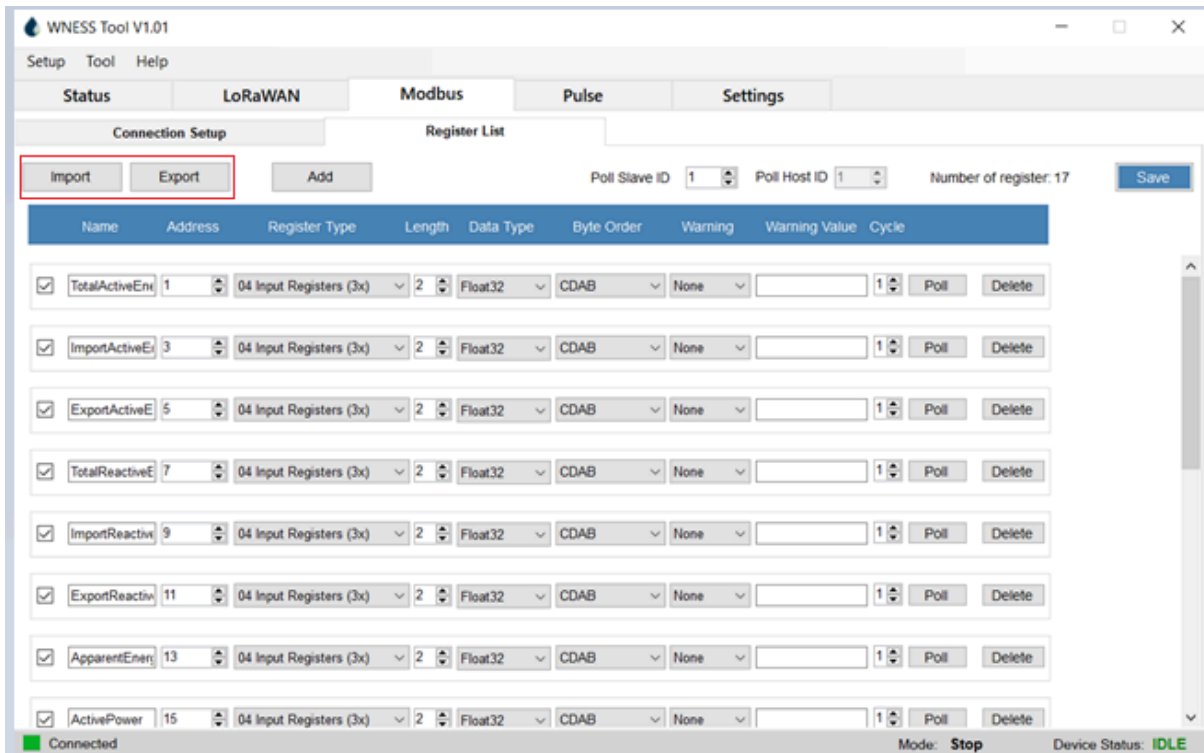 WNESS Tool V1.01
Setup Tool Help
Status LoRaWAN Modbus Pulse Settings
Connection Setup Register List
Import Export Add Poll Slave ID 1 Poll Host ID 1 Number of register: 17 Save
Name Address Register Type Length Data Type Byte Order Warning Warning Value Cycle
TotalActiveEne 1 04 Input Registers (3x) 2 Float32 CDAB None 1 Poll Delete
ImportActiveE 3 04 Input Registers (3x) 2 Float32 CDAB None 1 Poll Delete
ExportActiveE 5 04 Input Registers (3x) 2 Float32 CDAB None 1 Poll Delete
TotalReactiveE 7 04 Input Registers (3x) 2 Float32 CDAB None 1 Poll Delete
ImportReactive 9 04 Input Registers (3x) 2 Float32 CDAB None 1 Poll Delete
ExportReactiv 11 04 Input Registers (3x) 2 Float32 CDAB None 1 Poll Delete
ApparentEner 13 04 Input Registers (3x) 2 Float32 CDAB None 1 Poll Delete
ActivePower 15 04 Input Registers (3x) 2 Float32 CDAB None 1 Poll Delete
Connected Mode: Stop Device Status: IDLE